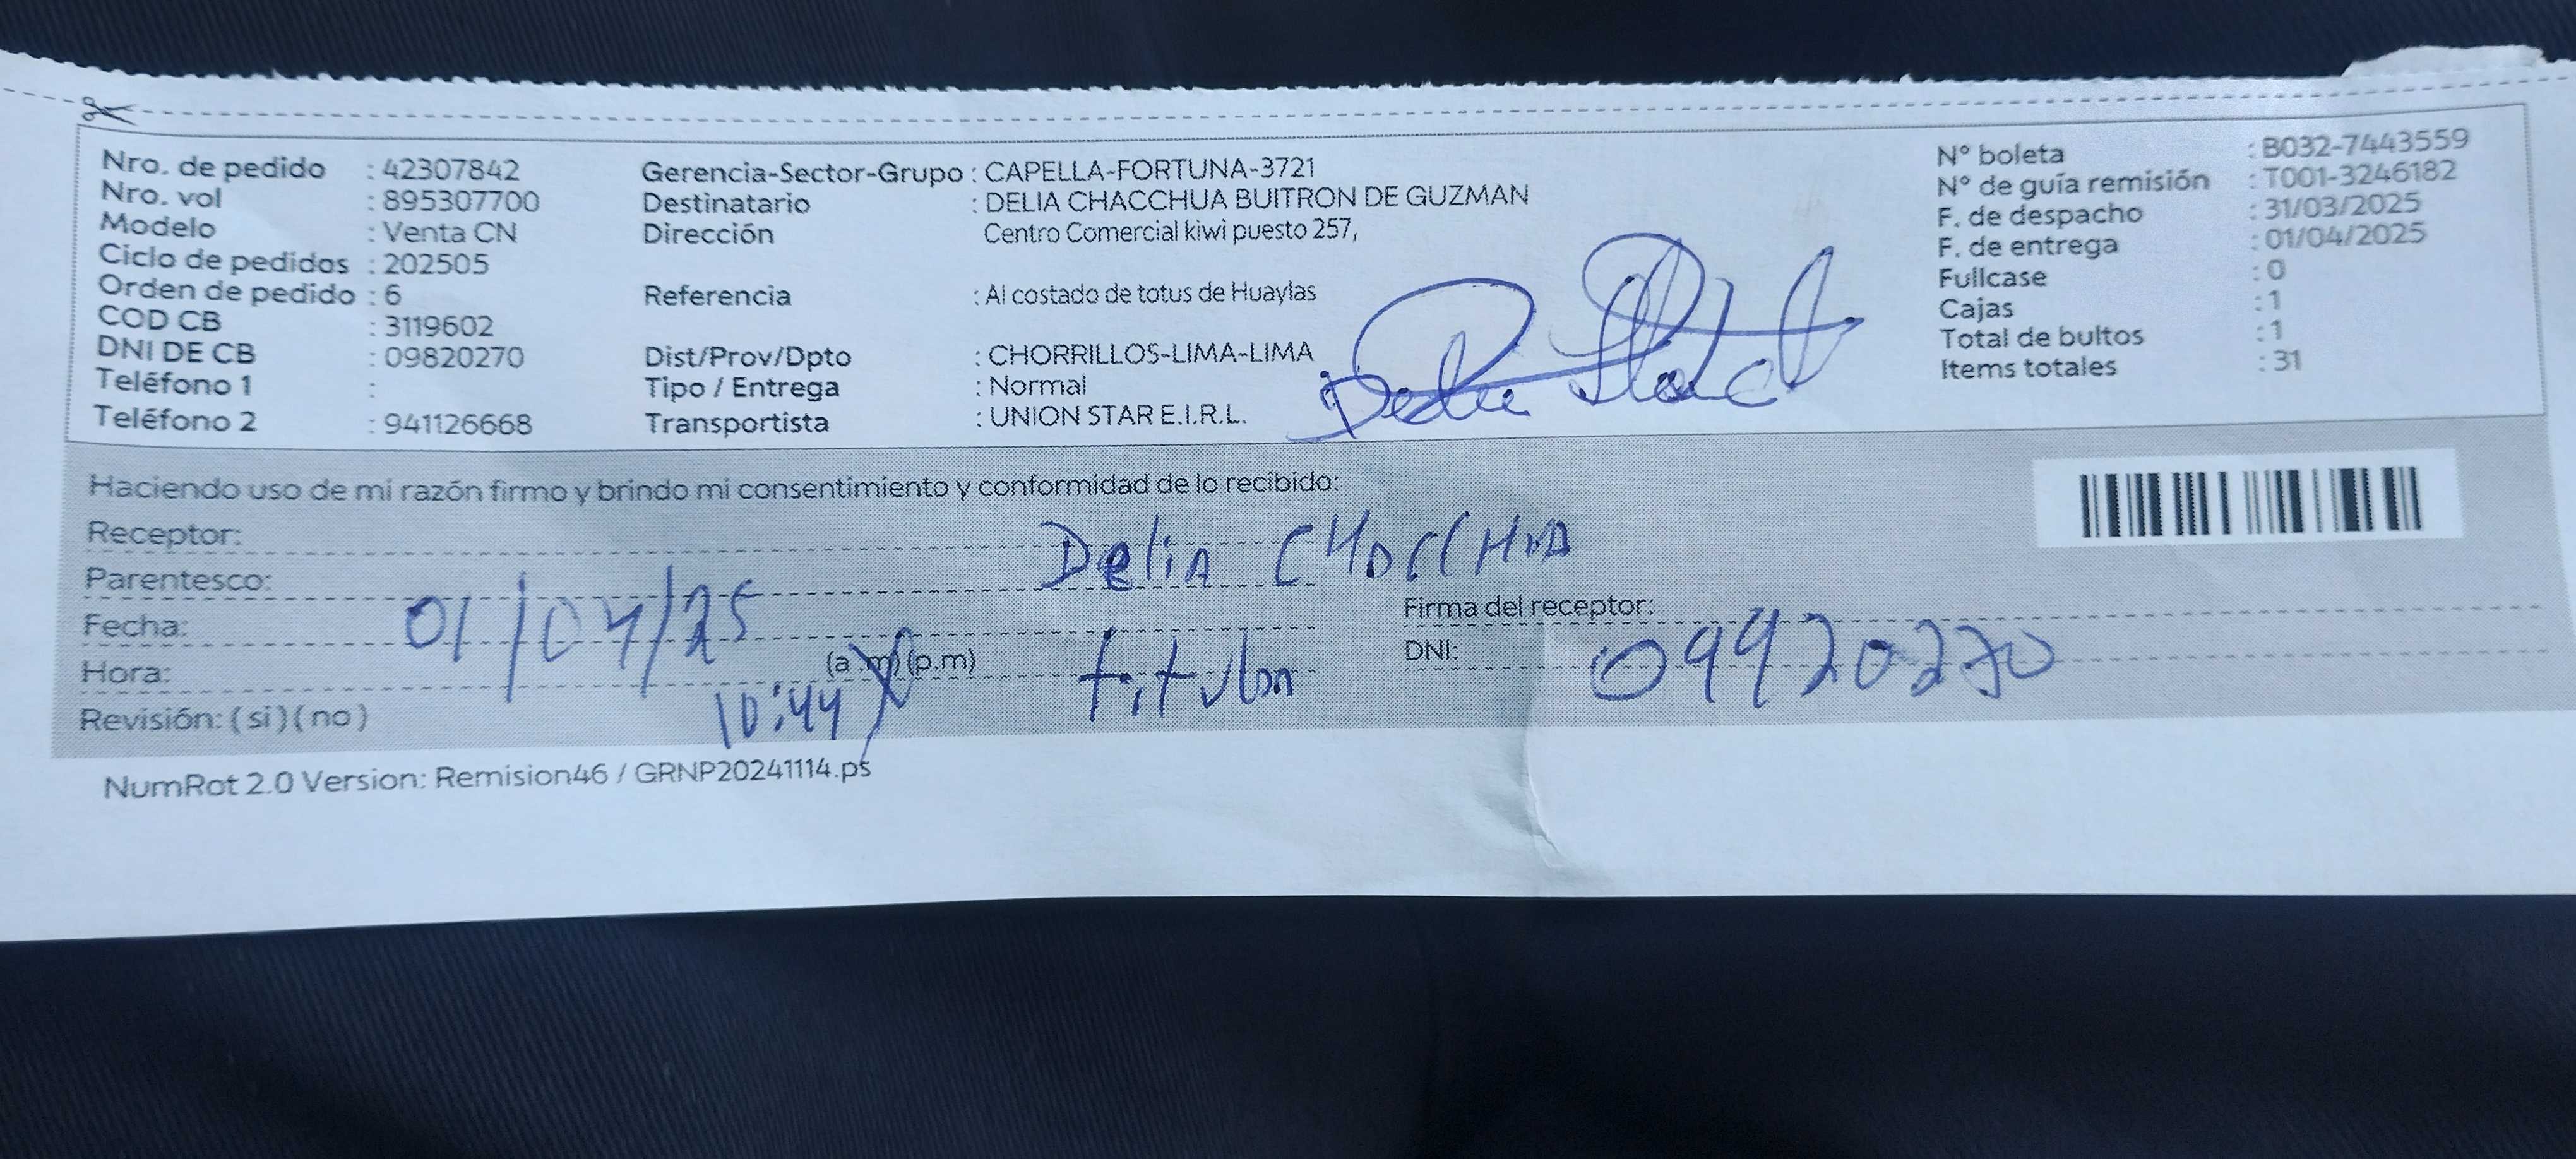 Nro. de pedido : 42307842
Nro. vol : 895307700
Modelo : Venta CN
Ciclo de pedidos : 202505
Orden de pedido : 6
COD CB : 3119602
DNI DE CB : 09820270
Teléfono 1 :
Teléfono 2 : 941126668
Gerencia-Sector-Grupo : CAPELLA-FORTUNA-3721
Destinatario : DELIA CHACCHUA BUITRON DE GUZMAN
Dirección Centro Comercial kiwi puesto 257,
Referencia : Al costado de totus de Huaylas
Dist/Prov/Dpto : CHORRILLOS-LIMA-LIMA
Tipo / Entrega : Normal
Transportista : UNION STAR E.I.R.L.
N° boleta : B032-7443559
N° de guía remisión : T001-3246182
F. de despacho : 31/03/2025
F. de entrega : 01/04/2025
Fullcase : 0
Cajas : 1
Total de bultos : 1
Items totales : 31
Haciendo uso de mi razón firmo y brindo mi consentimiento y conformidad de lo recibido:
Receptor: Delia CHACCHUA
Parentesco: titular
Fecha: 01/04/25
Hora: 10:44 (a.m) (p.m)
Revisión: (si) (no)
Firma del receptor:
DNI: 09920270
NumRot 2.0 Version: Remision46 / GRNP20241114.ps